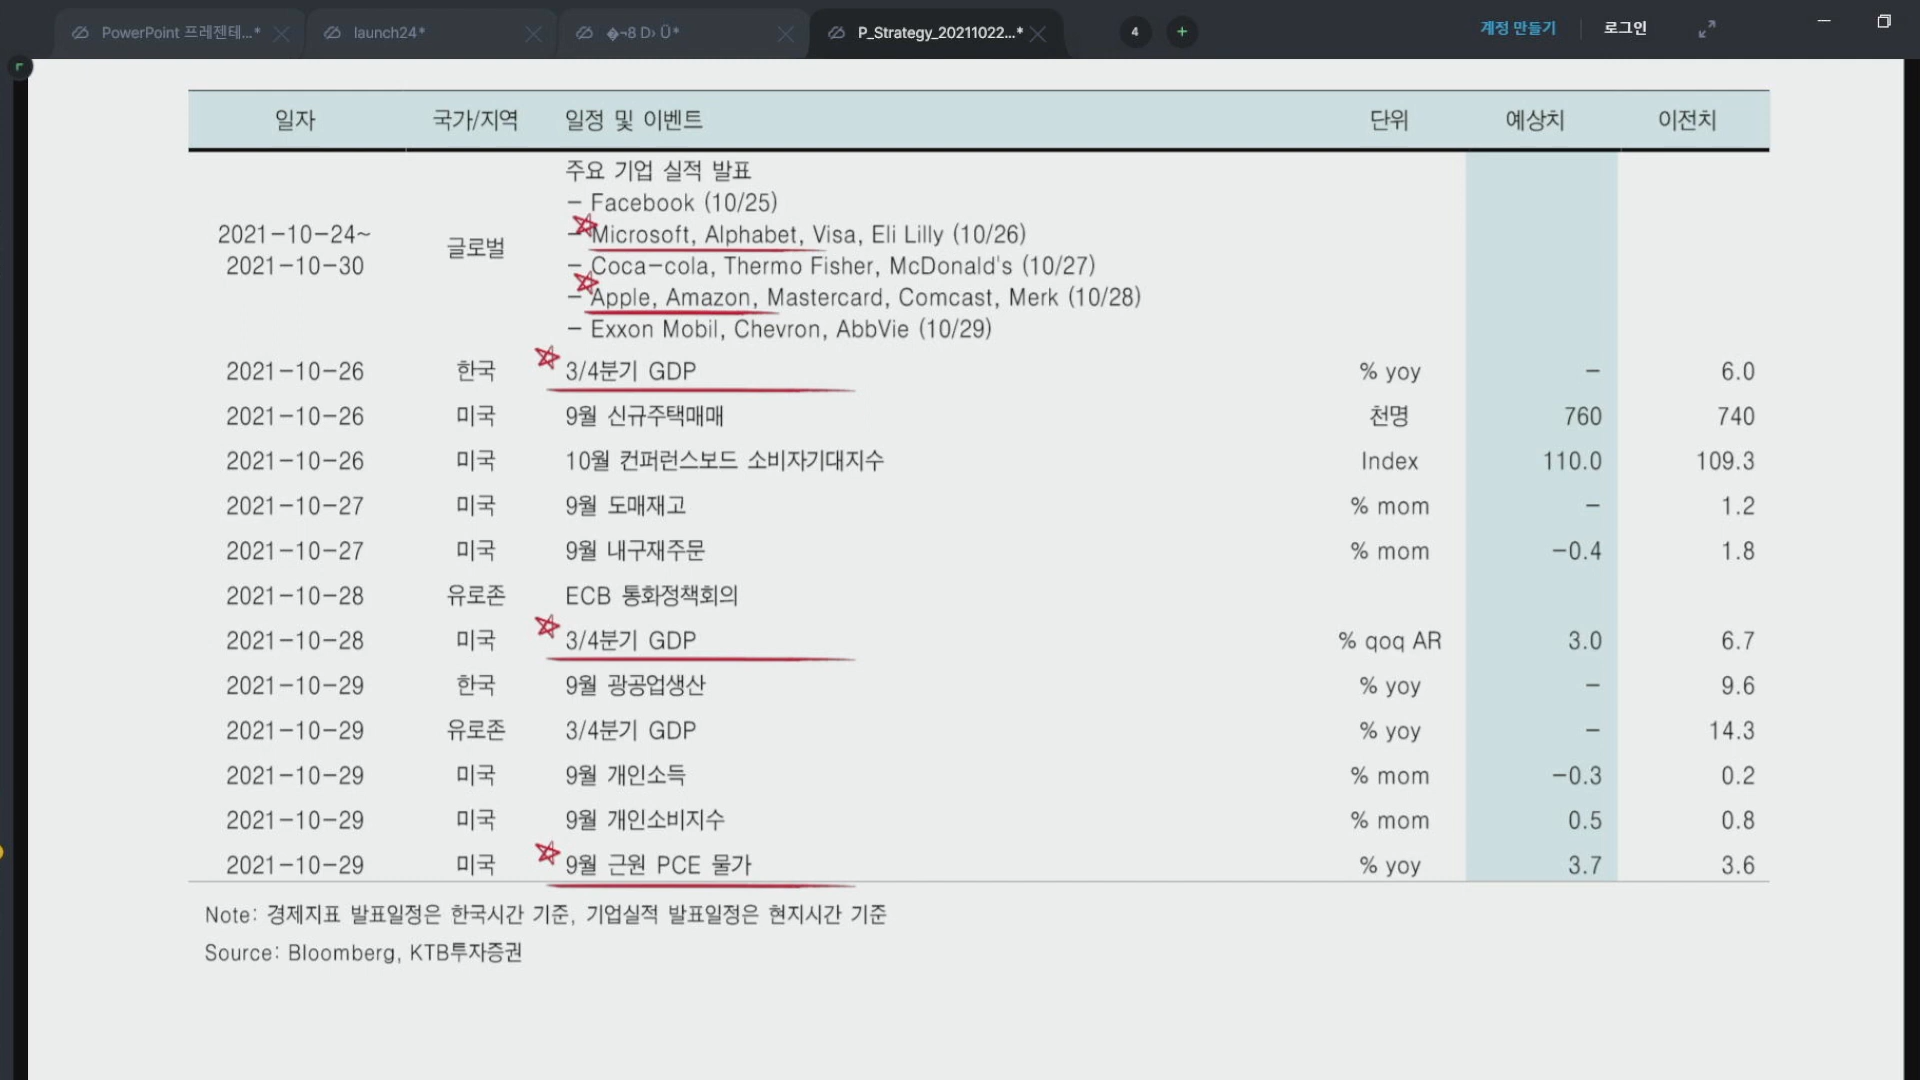 PowerPoint 프레젠테...*
launch24*
P_Strategy_20211022...*
4
+
계정 만들기
로그인
일자 국가/지역 일정 및 이벤트 단위 예상치 이전치
주요 기업 실적 발표
- Facebook (10/25)
2021-10-24~ - Microsoft, Alphabet, Visa, Eli Lilly (10/26)
글로벌
2021-10-30 - Coca-cola, Thermo Fisher, McDonald's (10/27)
- Apple, Amazon, Mastercard, Comcast, Merk (10/28)
- Exxon Mobil, Chevron, AbbVie (10/29)
2021-10-26 한국 3/4분기 GDP % yoy - 6.0
2021-10-26 미국 9월 신규주택매매 천명 760 740
2021-10-26 미국 10월 컨퍼런스보드 소비자기대지수 Index 110.0 109.3
2021-10-27 미국 9월 도매재고 % mom - 1.2
2021-10-27 미국 9월 내구재주문 % mom -0.4 1.8
2021-10-28 유로존 ECB 통화정책회의
2021-10-28 미국 3/4분기 GDP % qoq AR 3.0 6.7
2021-10-29 한국 9월 광공업생산 % yoy - 9.6
2021-10-29 유로존 3/4분기 GDP % yoy - 14.3
2021-10-29 미국 9월 개인소득 % mom -0.3 0.2
2021-10-29 미국 9월 개인소비지수 % mom 0.5 0.8
2021-10-29 미국 9월 근원 PCE 물가 % yoy 3.7 3.6
Note: 경제지표 발표일정은 한국시간 기준, 기업실적 발표일정은 현지시간 기준
Source: Bloomberg, KTB투자증권